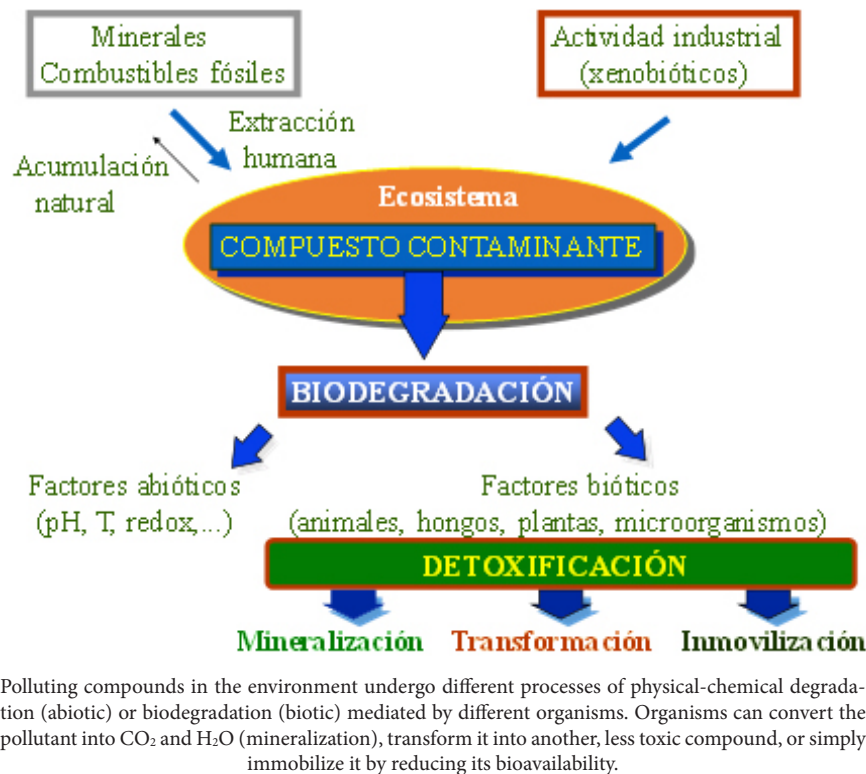 Minerales
Combustibles fósiles
Actividad industrial
(xenobióticos)
Extracción
humana
Acumulación
natural
Ecosistema
COMPUESTO CONTAMINANTE
BIODEGRADACIÓN
Factores abióticos
(pH, T, redox,...)
Factores bióticos
(animales, hongos, plantas, microorganismos)
DETOXIFICACIÓN
Mineralización
Transformación
Inmovilización
Polluting compounds in the environment undergo different processes of physical-chemical degrada-
tion (abiotic) or biodegradation (biotic) mediated by different organisms. Organisms can convert the
pollutant into CO₂ and H₂O (mineralization), transform it into another, less toxic compound, or simply
immobilize it by reducing its bioavailability.